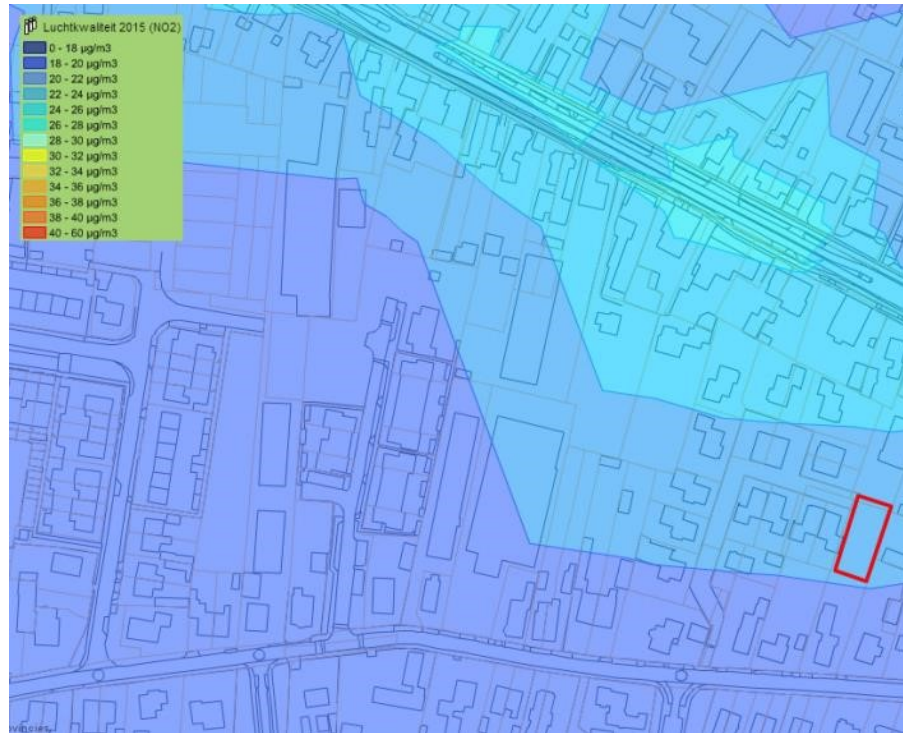 Luchtkwaliteit 2015 (NO2)
0 - 18 µg/m3
18 - 20 µg/m3
20 - 22 µg/m3
22 - 24 µg/m3
24 - 26 µg/m3
26 - 28 µg/m3
28 - 30 µg/m3
30 - 32 µg/m3
32 - 34 µg/m3
34 - 36 µg/m3
36 - 38 µg/m3
38 - 40 µg/m3
40 - 60 µg/m3
ovincies